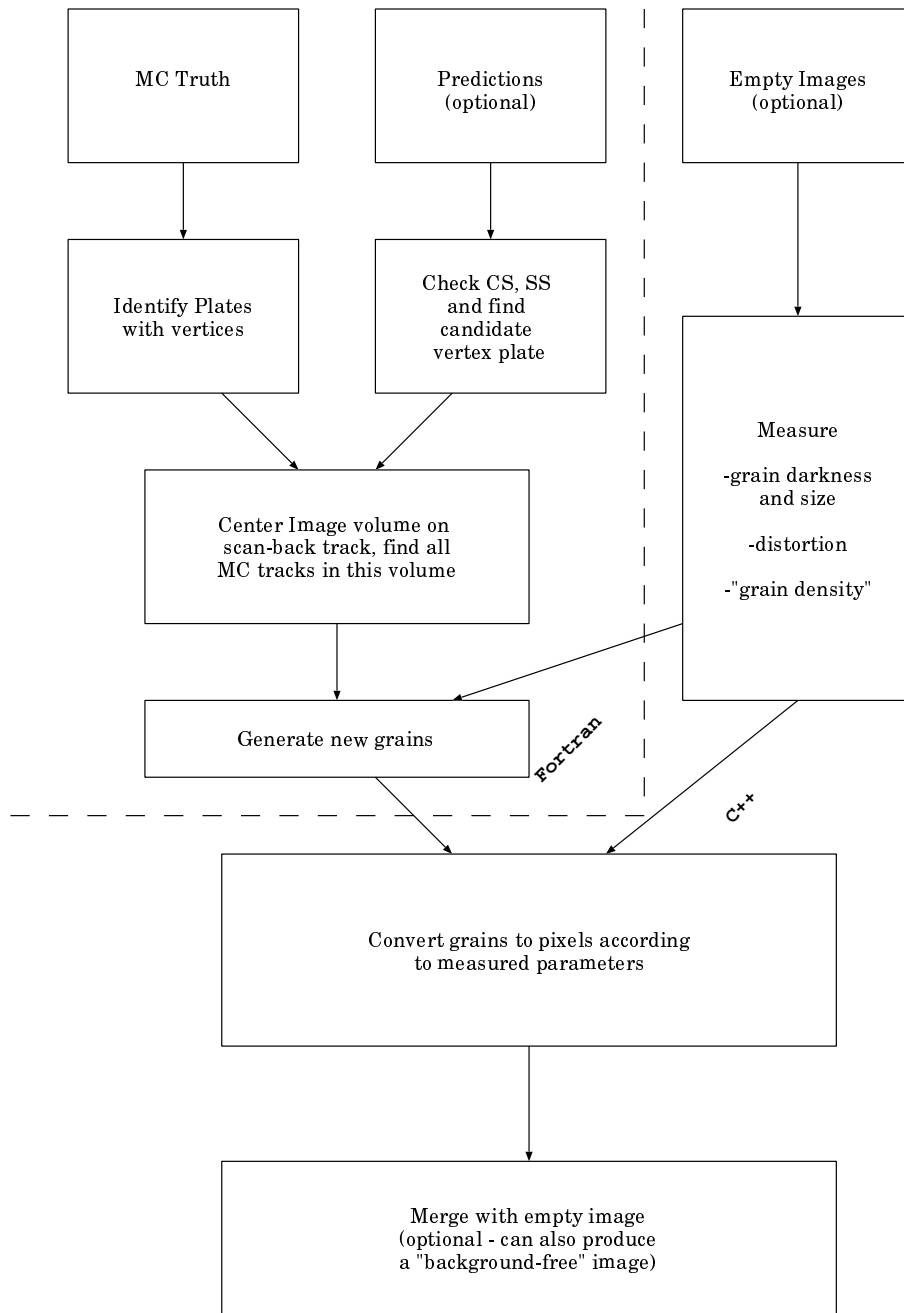 MC Truth
Predictions
(optional)
Empty Images
(optional)
Identify Plates
with vertices
Check CS, SS
and find
candidate
vertex plate
Measure
-grain darkness
and size
-distortion
-"grain density"
Center Image volume on
scan-back track, find all
MC tracks in this volume
Generate new grains
Fortran
C++
Convert grains to pixels according
to measured parameters
Merge with empty image
(optional - can also produce
a "background-free" image)